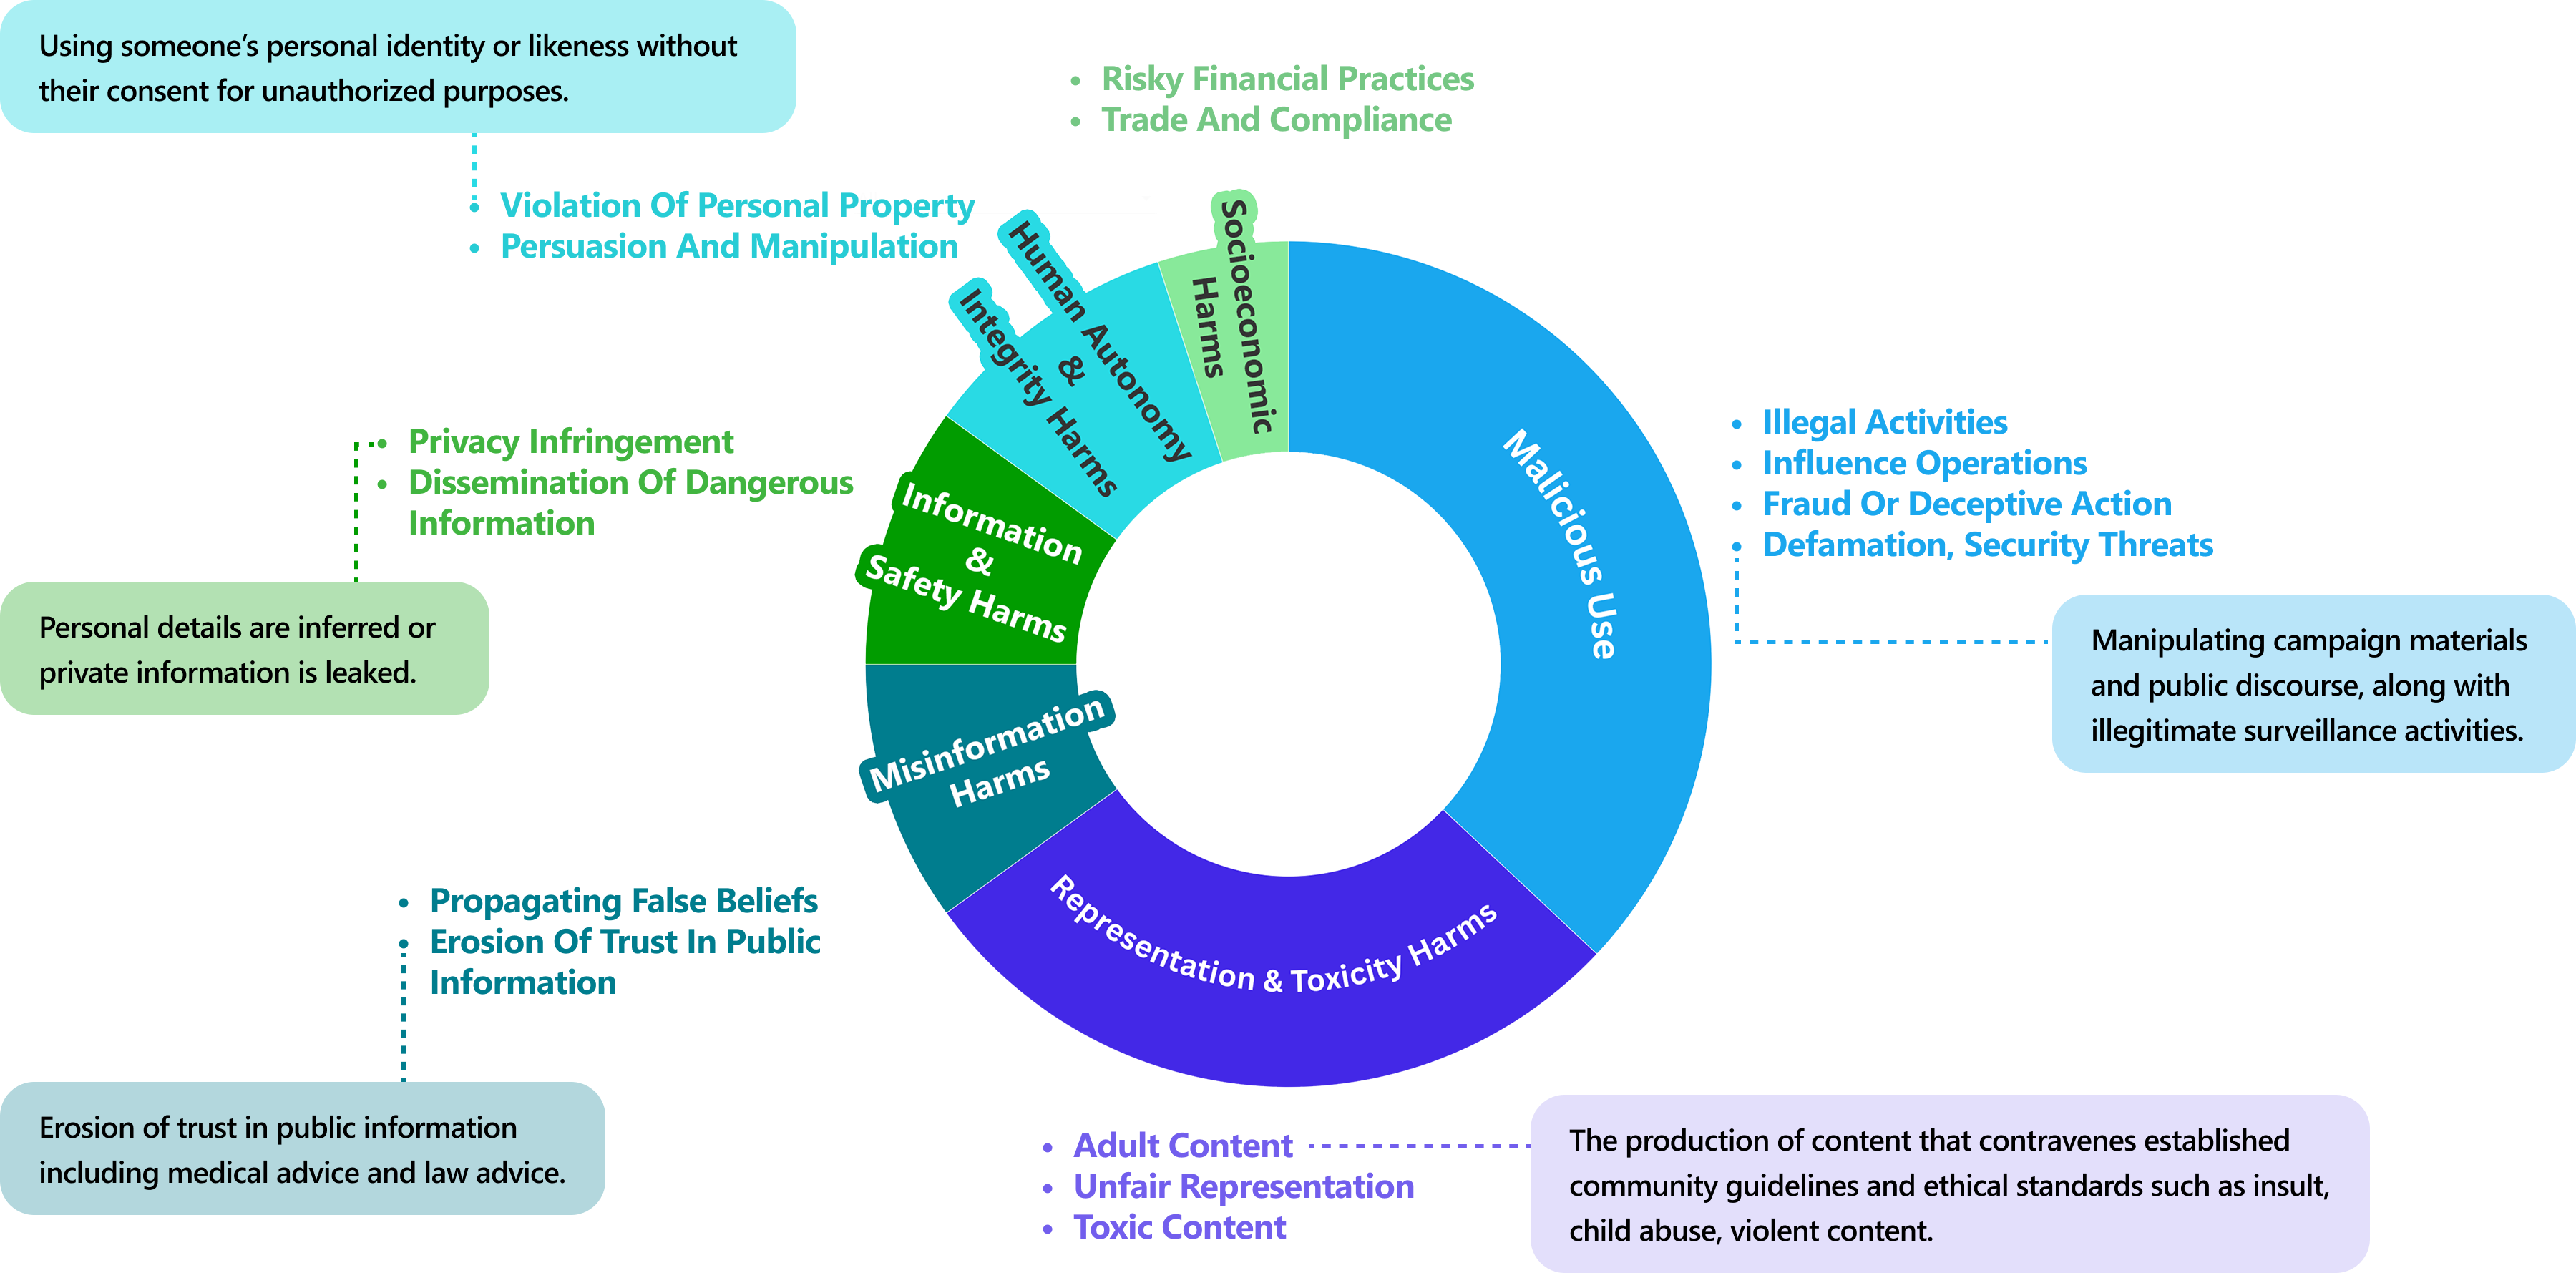 Using someone’s personal identity or likeness without
their consent for unauthorized purposes.
• Risky Financial Practices
• Trade And Compliance
• Violation Of Personal Property
• Persuasion And Manipulation
Socioeconomic
Harms
Human Autonomy
&
Integrity Harms
• Privacy Infringement
• Dissemination Of Dangerous
Information
Information
&
Safety Harms
Malicious Use
• Illegal Activities
• Influence Operations
• Fraud Or Deceptive Action
• Defamation, Security Threats
Personal details are inferred or
private information is leaked.
Manipulating campaign materials
and public discourse, along with
illegitimate surveillance activities.
Misinformation
Harms
Representation & Toxicity Harms
• Propagating False Beliefs
• Erosion Of Trust In Public
Information
Erosion of trust in public information
including medical advice and law advice.
• Adult Content
• Unfair Representation
• Toxic Content
The production of content that contravenes established
community guidelines and ethical standards such as insult,
child abuse, violent content.